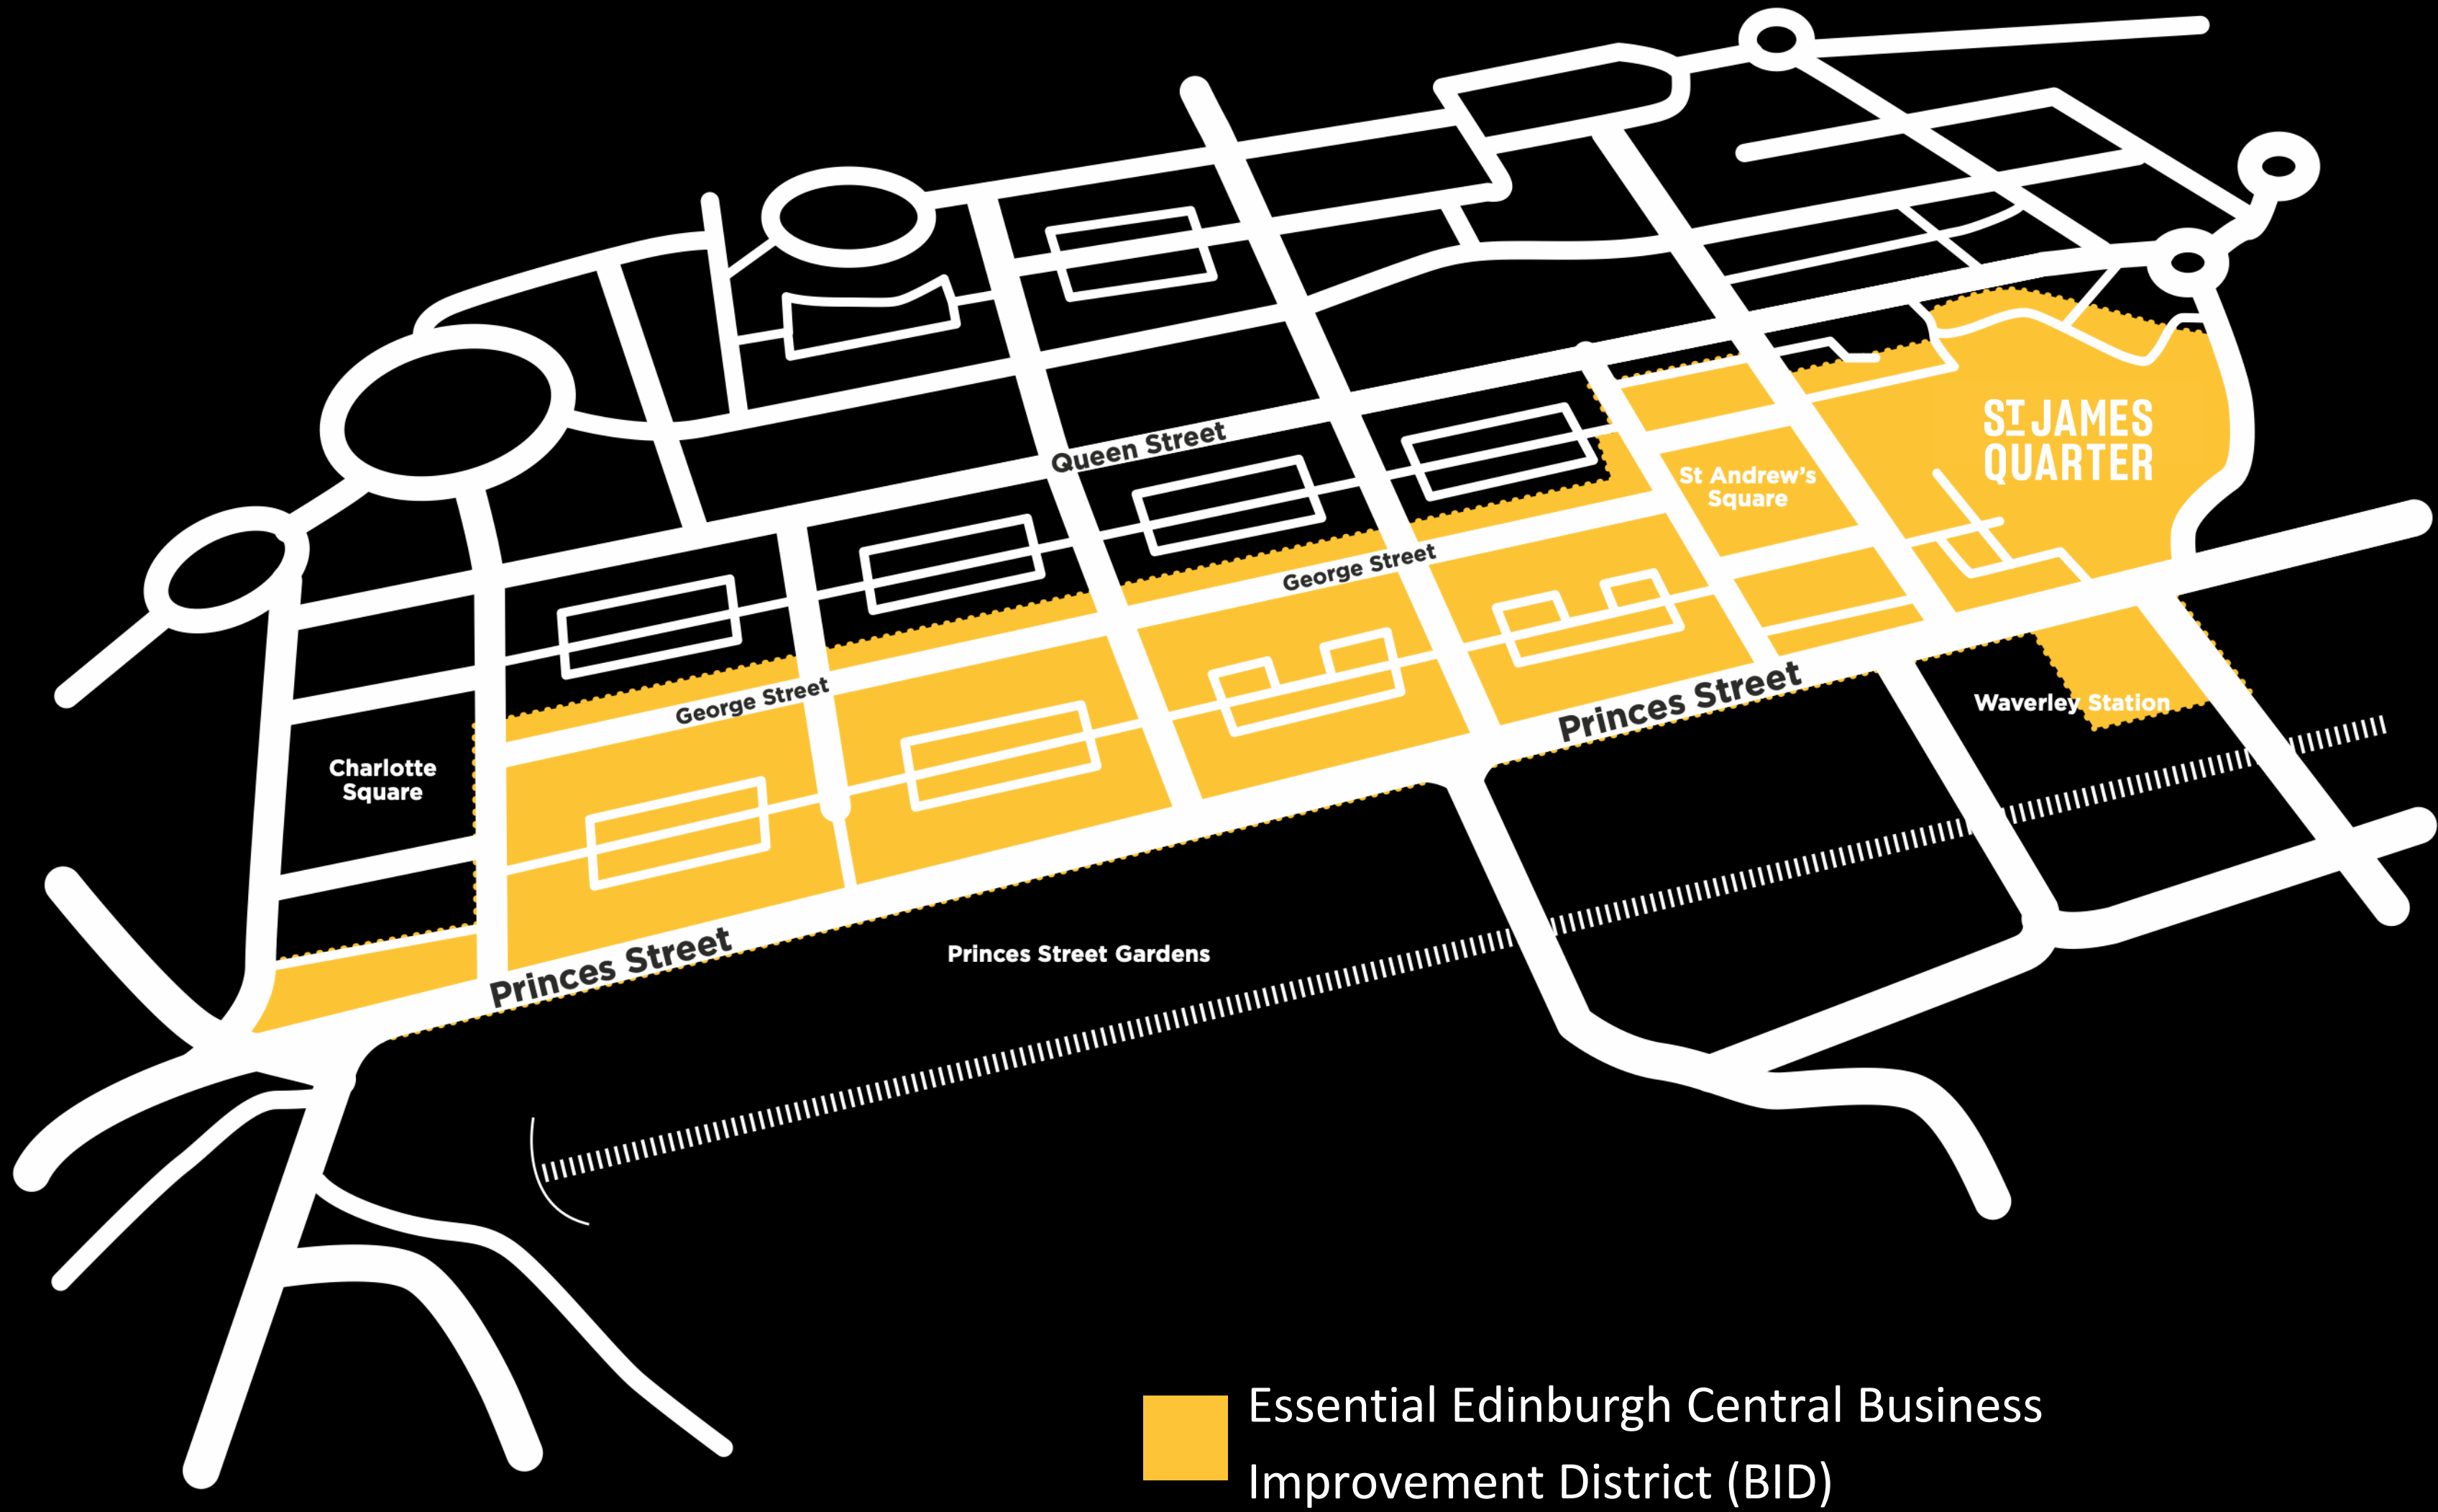 ST JAMES
QUARTER
Queen Street
St Andrew's
Square
George Street
George Street
Princes Street
Waverley Station
Charlotte
Square
Princes Street
Princes Street Gardens
Essential Edinburgh Central Business
Improvement District (BID)